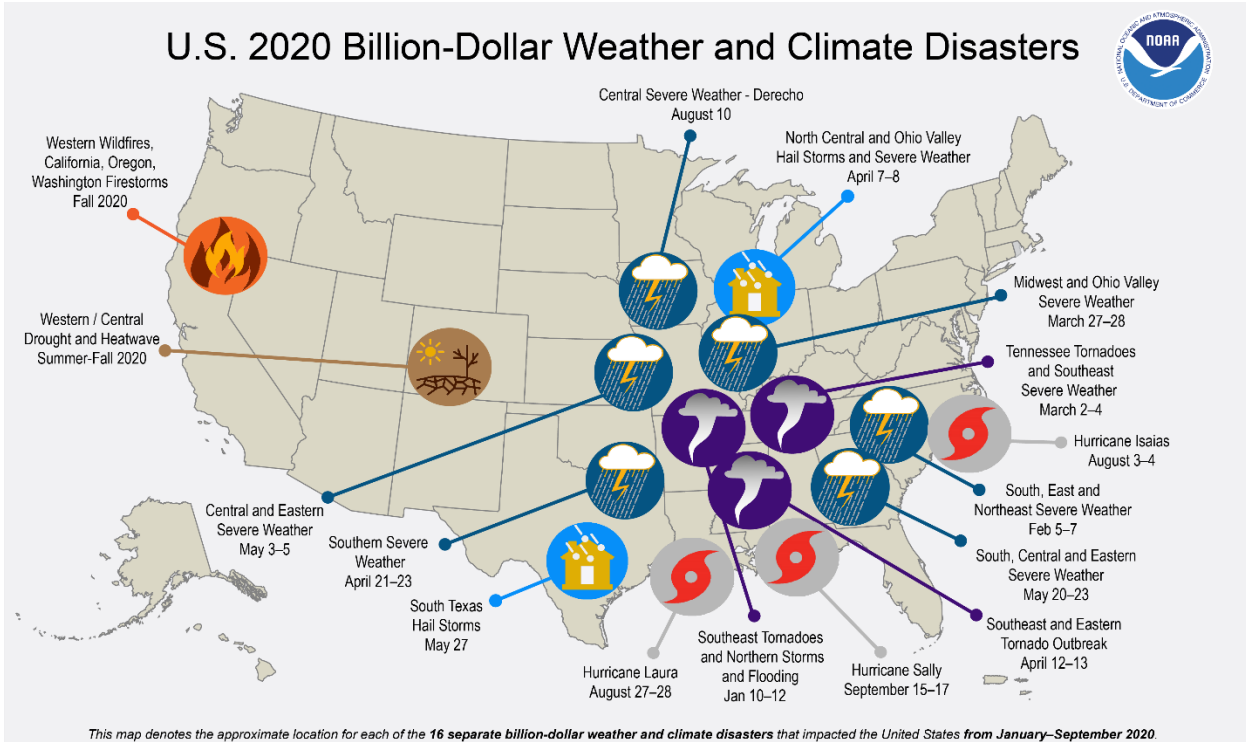 U.S. 2020 Billion-Dollar Weather and Climate Disasters
NATIONAL OCEANIC AND ATMOSPHERIC ADMINISTRATION
NOAA
U.S. DEPARTMENT OF COMMERCE
Central Severe Weather - Derecho
August 10
North Central and Ohio Valley
Hail Storms and Severe Weather
April 7–8
Western Wildfires,
California, Oregon,
Washington Firestorms
Fall 2020
Midwest and Ohio Valley
Severe Weather
March 27–28
Western / Central
Drought and Heatwave
Summer-Fall 2020
Tennessee Tornadoes
and Southeast
Severe Weather
March 2–4
Hurricane Isaias
August 3–4
South, East and
Northeast Severe Weather
Feb 5–7
Central and Eastern
Severe Weather
May 3–5
Southern Severe
Weather
April 21–23
South, Central and Eastern
Severe Weather
May 20–23
South Texas
Hail Storms
May 27
Southeast and Eastern
Tornado Outbreak
April 12–13
Hurricane Laura
August 27–28
Southeast Tornadoes
and Northern Storms
and Flooding
Jan 10–12
Hurricane Sally
September 15–17
This map denotes the approximate location for each of the 16 separate billion-dollar weather and climate disasters that impacted the United States from January–September 2020.